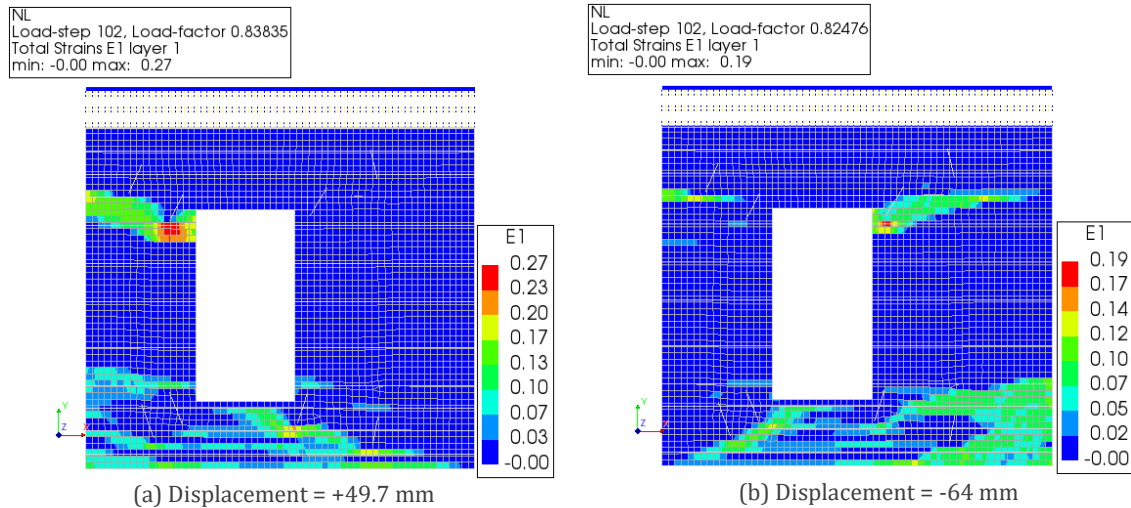 NL
Load-step 102, Load-factor 0.83835
Total Strains E1 layer 1
min: -0.00 max: 0.27
E1
0.27
0.23
0.20
0.17
0.13
0.10
0.07
0.03
-0.00
Y
Z X
(a) Displacement = +49.7 mm
NL
Load-step 102, Load-factor 0.82476
Total Strains E1 layer 1
min: -0.00 max: 0.19
E1
0.19
0.17
0.14
0.12
0.10
0.07
0.05
0.02
-0.00
Y
Z X
(b) Displacement = -64 mm